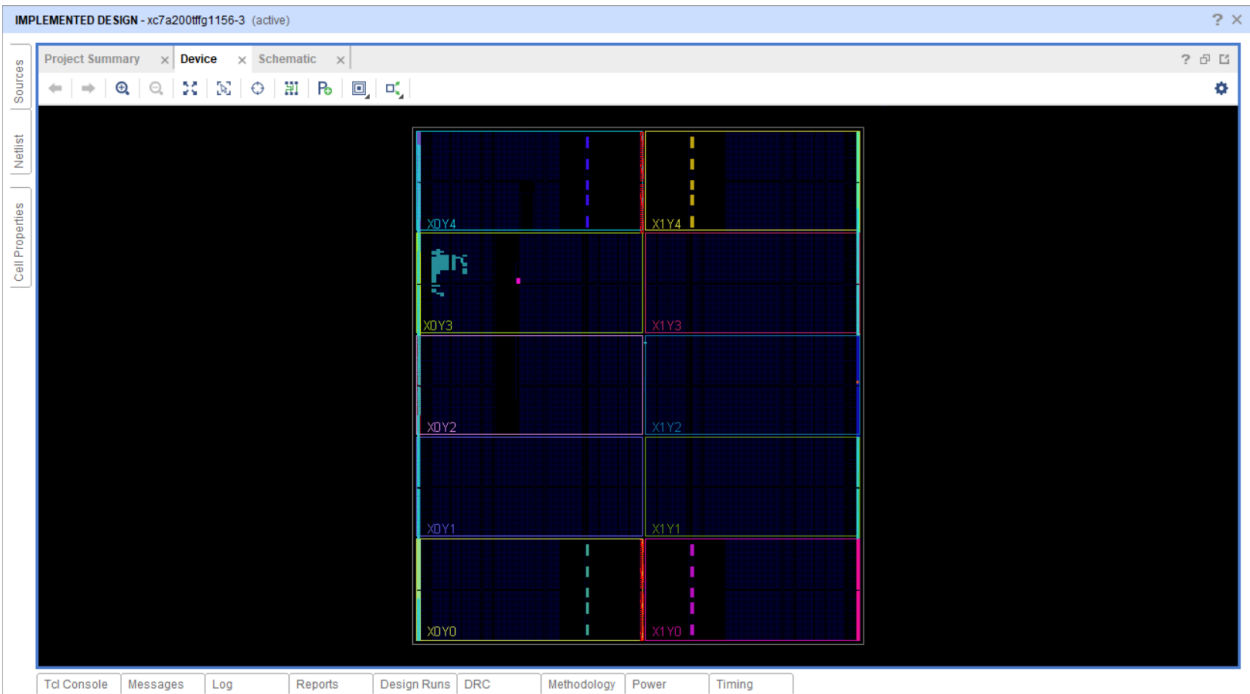 IMPLEMENTED DESIGN - xc7a200tffg1156-3 (active)
? ×
Sources
Netlist
Cell Properties
Project Summary × Device × Schematic ×
?
X0Y4 X1Y4
X0Y3 X1Y3
X0Y2 X1Y2
X0Y1 X1Y1
X0Y0 X1Y0
Tcl Console Messages Log Reports Design Runs DRC Methodology Power Timing